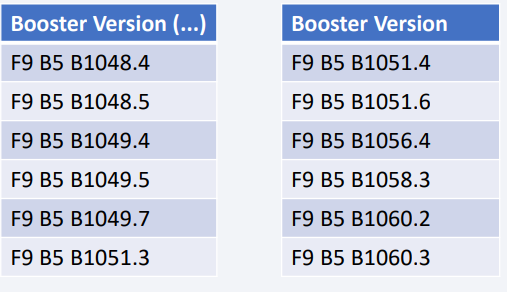 Booster Version (...)
F9 B5 B1048.4
F9 B5 B1048.5
F9 B5 B1049.4
F9 B5 B1049.5
F9 B5 B1049.7
F9 B5 B1051.3
Booster Version
F9 B5 B1051.4
F9 B5 B1051.6
F9 B5 B1056.4
F9 B5 B1058.3
F9 B5 B1060.2
F9 B5 B1060.3